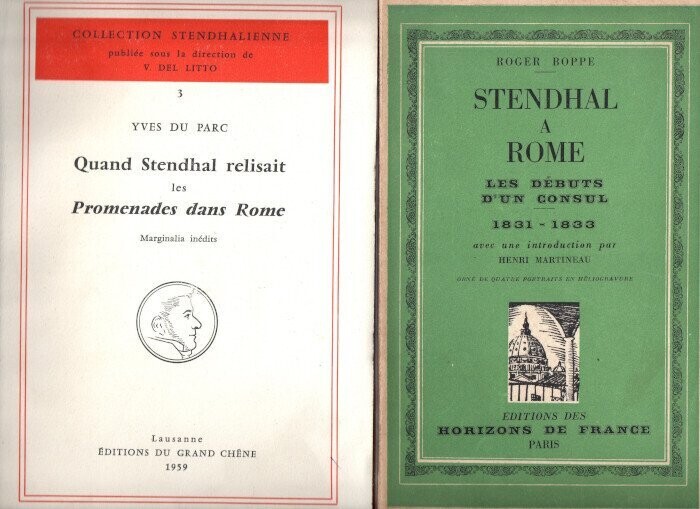 COLLECTION STENDHALIENNE
publiée sous la direction de
V. DEL LITTO
3
YVES DU PARC
Quand Stendhal relisait
les
Promenades dans Rome
Marginalia inédits
Lausanne
ÉDITIONS DU GRAND CHÊNE
1959
ROGER BOPPE
STENDHAL
A
ROME
LES DÉBUTS
D'UN CONSUL
1831 - 1833
avec une introduction par
HENRI MARTINEAU
ORNÉ DE QUATRE PORTRAITS EN HÉLIOGRAVURE
ÉDITIONS DES
HORIZONS DE FRANCE
PARIS